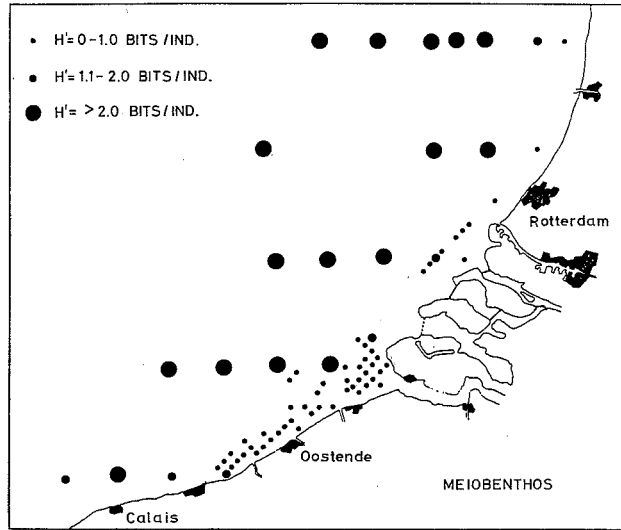 H'= 0-1.0 BITS/IND.
H'= 1.1-2.0 BITS/IND.
H'= >2.0 BITS/IND.
Rotterdam
Oostende
MEIOBENTHOS
Calais